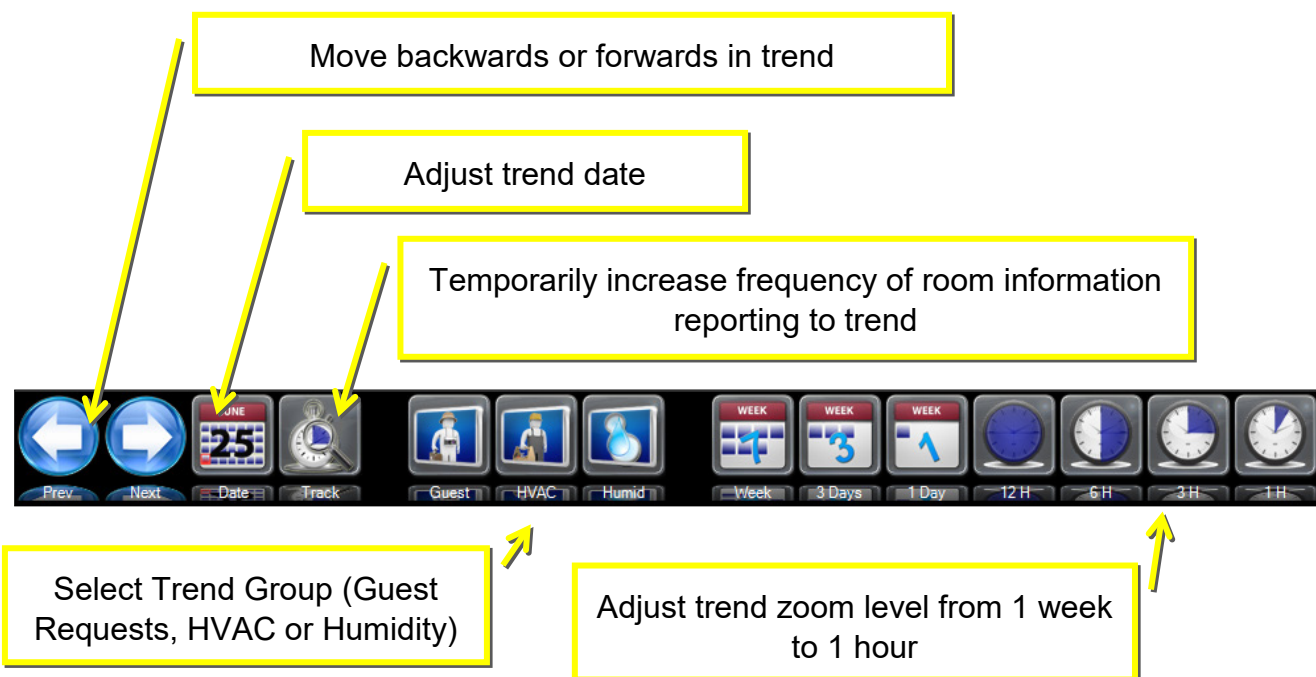 Move backwards or forwards in trend
Adjust trend date
Temporarily increase frequency of room information
reporting to trend
JUNE
25
WEEK
7
WEEK
3
WEEK
1
Prev
Next
Date
Track
Guest
HVAC
Humid
Week
3 Days
1 Day
12 H
6 H
3 H
1 H
Select Trend Group (Guest
Requests, HVAC or Humidity)
Adjust trend zoom level from 1 week
to 1 hour